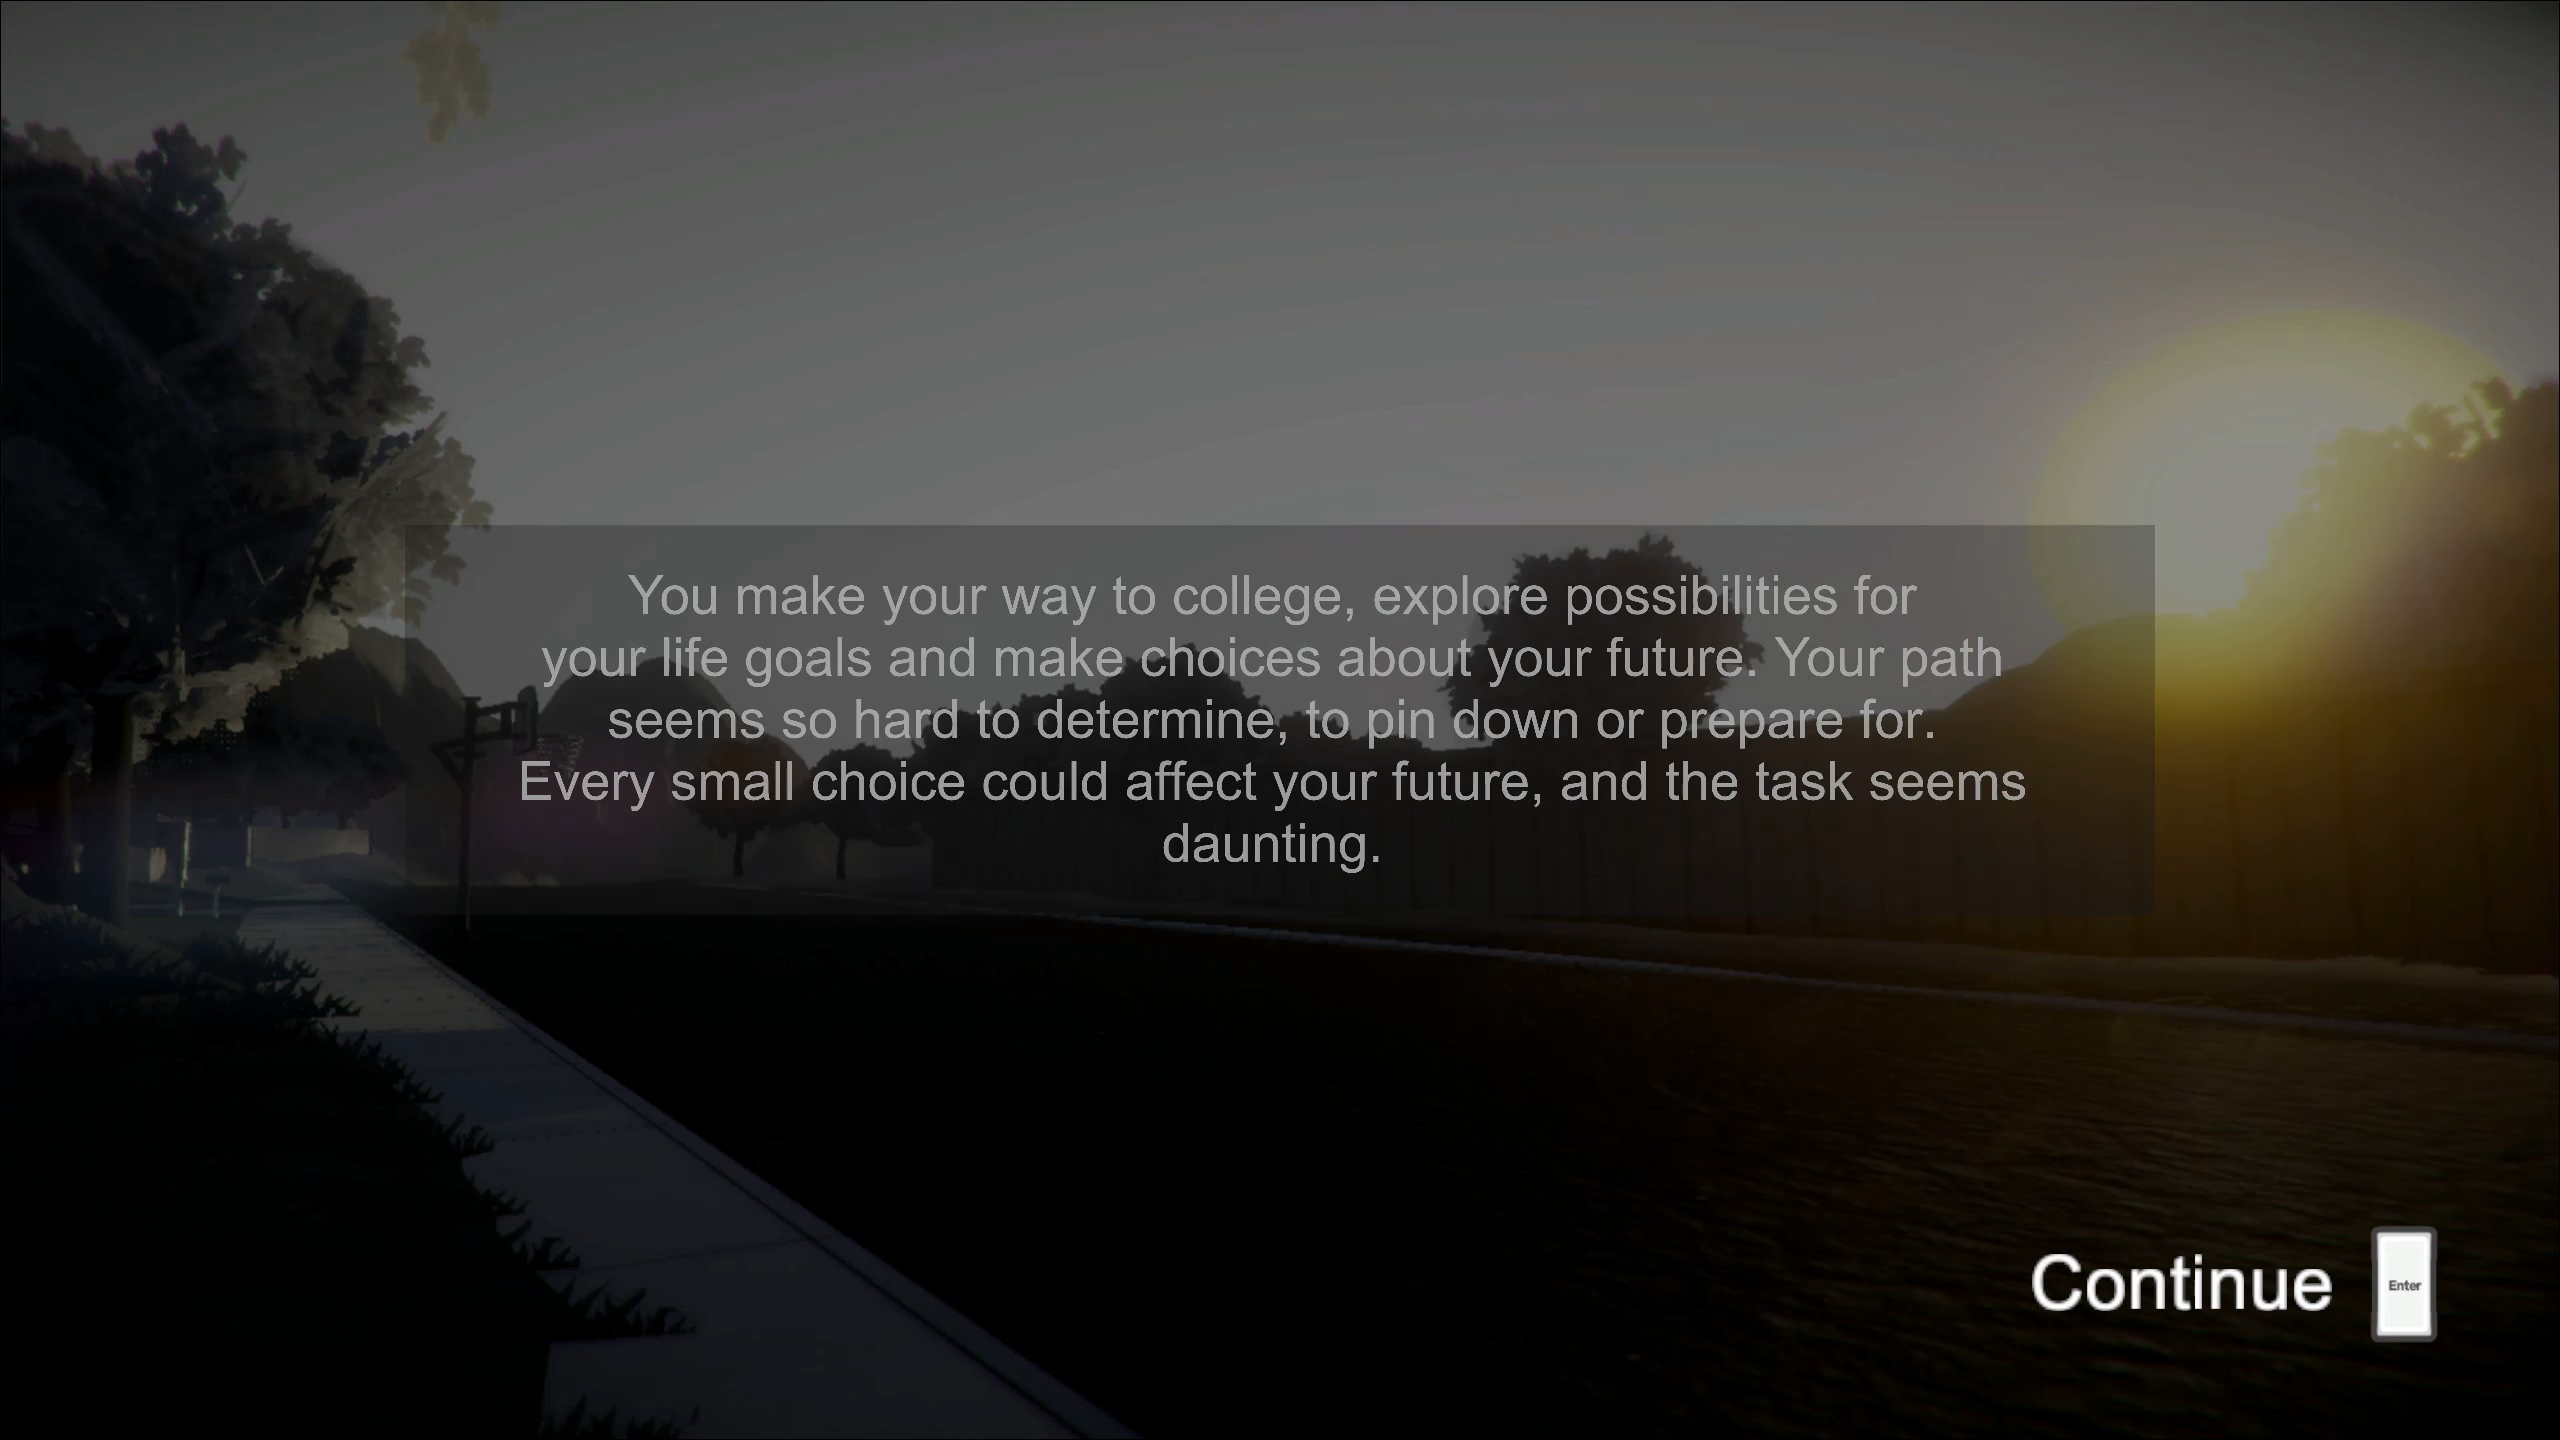 You make your way to college, explore possibilities for
your life goals and make choices about your future. Your path
seems so hard to determine, to pin down or prepare for.
Every small choice could affect your future, and the task seems
daunting.
Continue
Enter